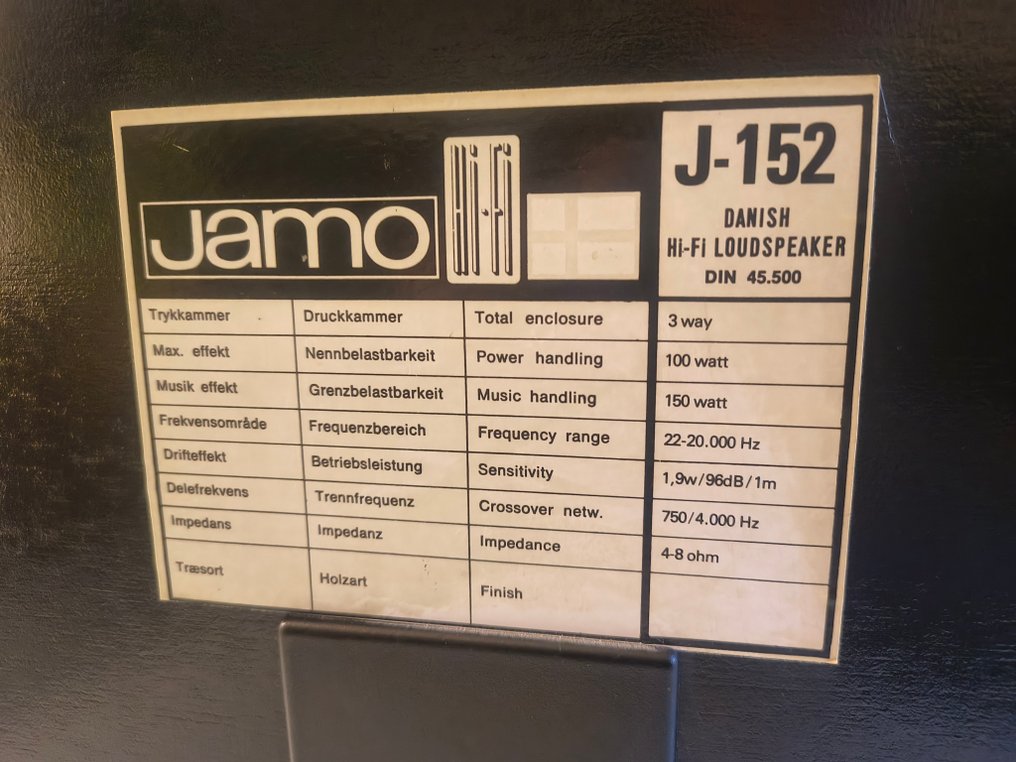 Jamo
Hi-Fi
J-152
DANISH
Hi-Fi LOUDSPEAKER
DIN 45.500
Trykkammer Druckkammer Total enclosure 3 way
Max. effekt Nennbelastbarkeit Power handling 100 watt
Musik effekt Grenzbelastbarkeit Music handling 150 watt
Frekvensområde Frequenzbereich Frequency range 22-20.000 Hz
Drifteffekt Betriebsleistung Sensitivity 1,9w/96dB/1m
Delefrekvens Trennfrequenz Crossover netw. 750/4.000 Hz
Impedans Impedanz Impedance 4-8 ohm
Træsort Holzart Finish